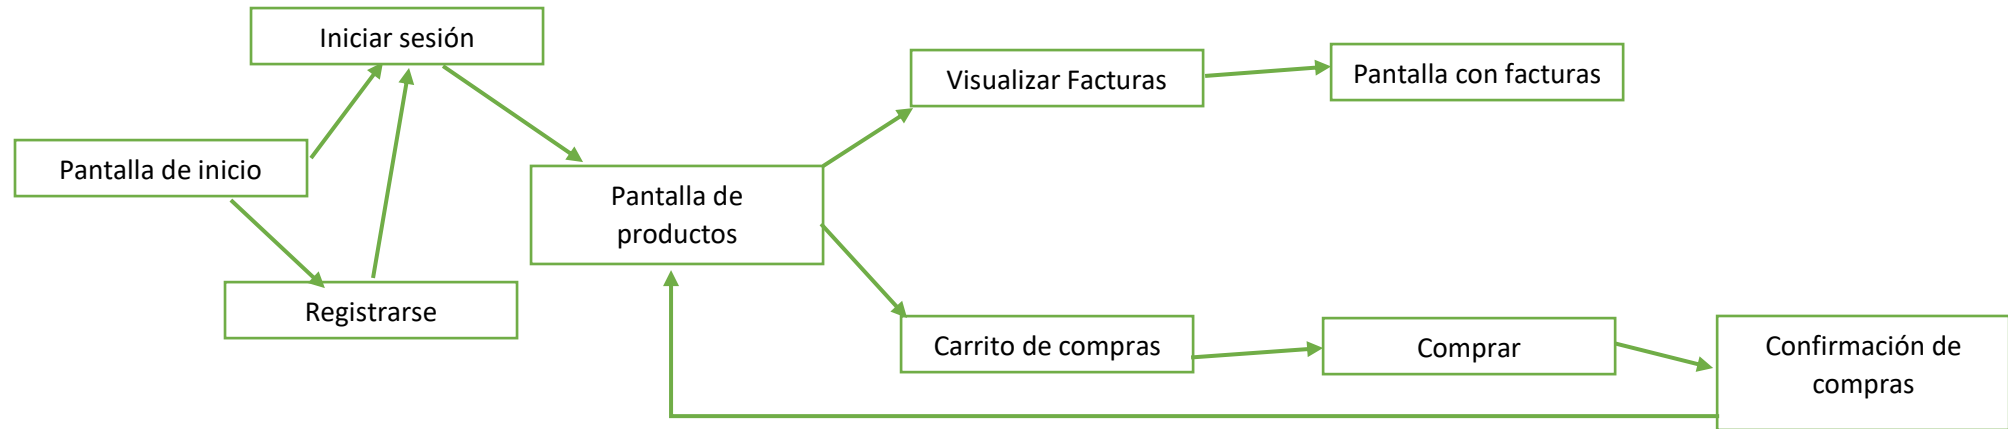 Iniciar sesión
Visualizar Facturas
Pantalla con facturas
Pantalla de inicio
Pantalla de
productos
Registrarse
Carrito de compras
Comprar
Confirmación de
compras